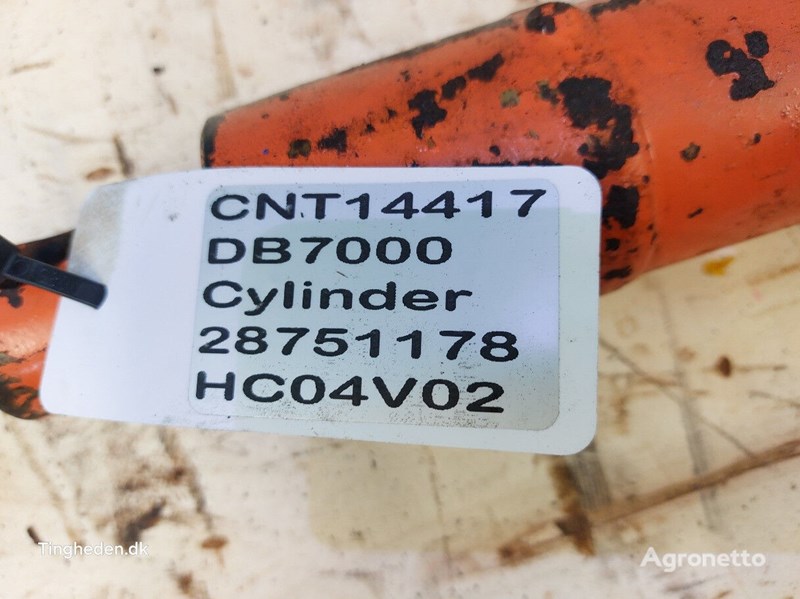 CNT14417
DB7000
Cylinder
28751178
HC04V02
Tingheden.dk
Agronetto